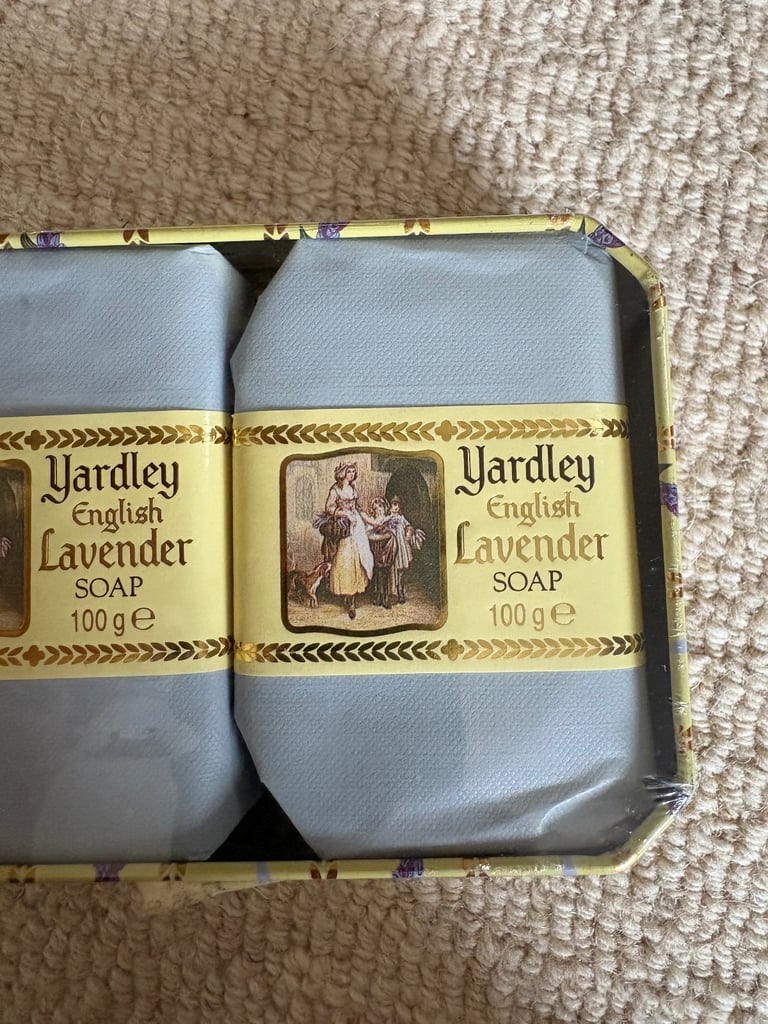 Yardley
English
Lavender
SOAP
100 g ℮
Yardley
English
Lavender
SOAP
100 g ℮